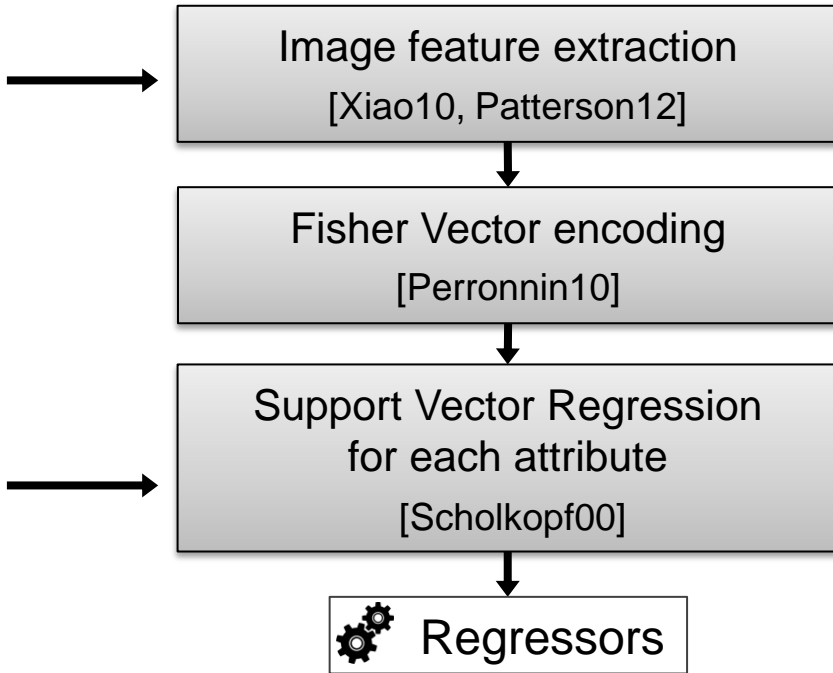 Image feature extraction
[Xiao10, Patterson12]
Fisher Vector encoding
[Perronnin10]
Support Vector Regression
for each attribute
[Scholkopf00]
Regressors